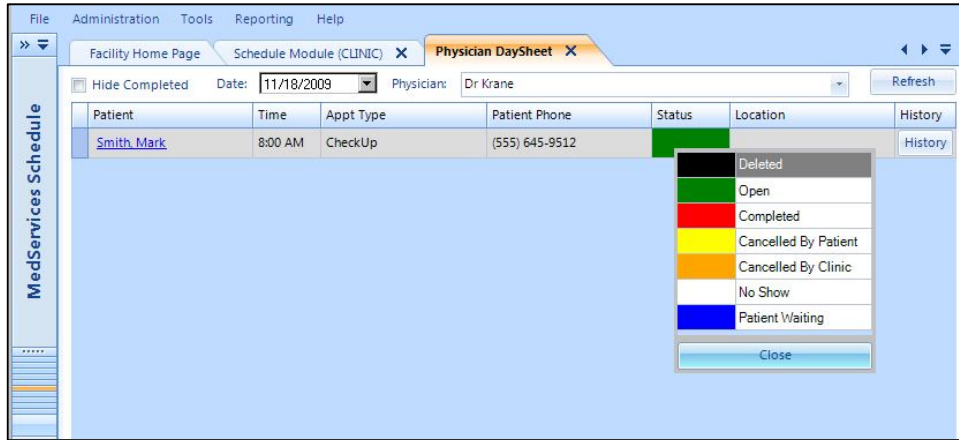 File Administration Tools Reporting Help
Facility Home Page Schedule Module (CLINIC) X Physician DaySheet X
Hide Completed Date: 11/18/2009 Physician: Dr Krane Refresh
Patient Time Appt Type Patient Phone Status Location History
Smith, Mark 8:00 AM CheckUp (555) 645-9512 History
Deleted
Open
Completed
Cancelled By Patient
Cancelled By Clinic
No Show
Patient Waiting
Close
MedServices Schedule